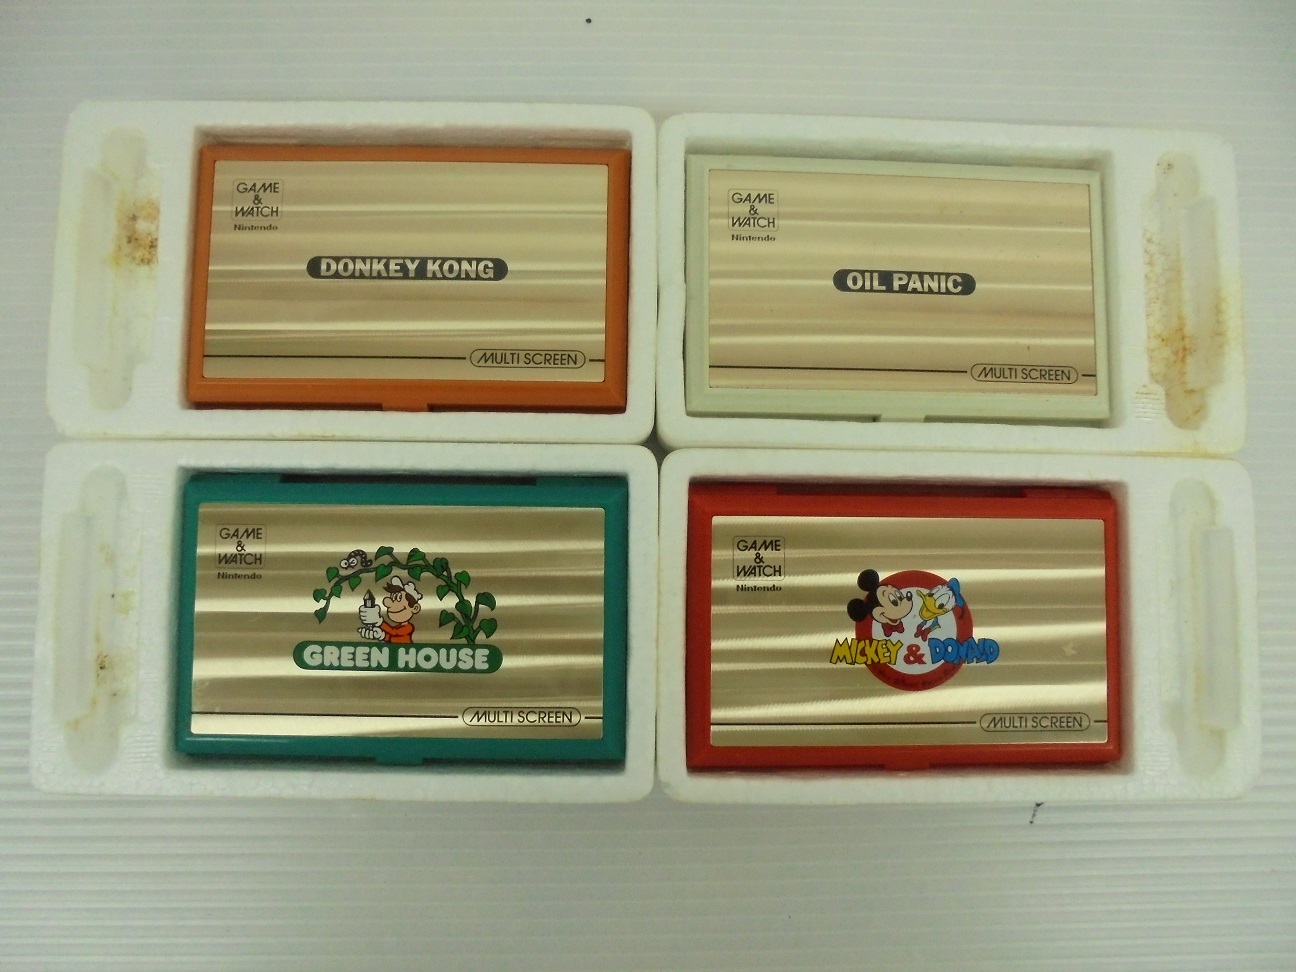 GAME
&
WATCH
Nintendo
DONKEY KONG
MULTI SCREEN
GAME
&
WATCH
Nintendo
OIL PANIC
MULTI SCREEN
GAME
&
WATCH
Nintendo
GREEN HOUSE
MULTI SCREEN
GAME
&
WATCH
Nintendo
MICKEY & DONALD
MULTI SCREEN